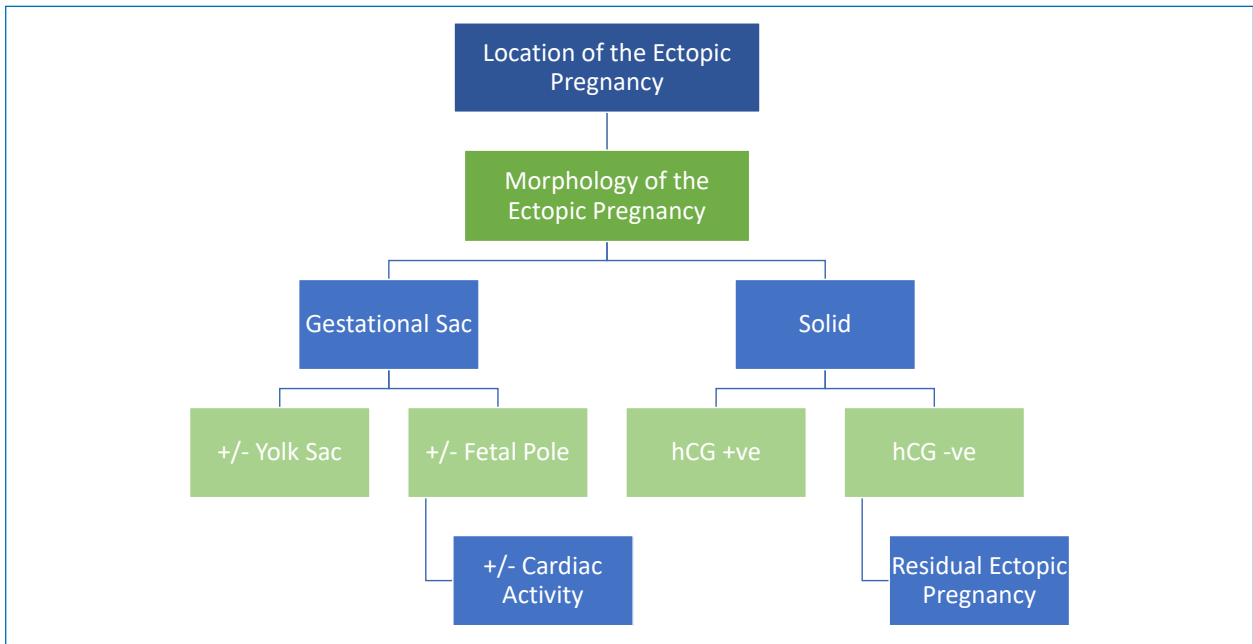 Location of the Ectopic
Pregnancy
Morphology of the
Ectopic Pregnancy
Gestational Sac
Solid
+/- Yolk Sac
+/- Fetal Pole
hCG +ve
hCG -ve
+/- Cardiac
Activity
Residual Ectopic
Pregnancy